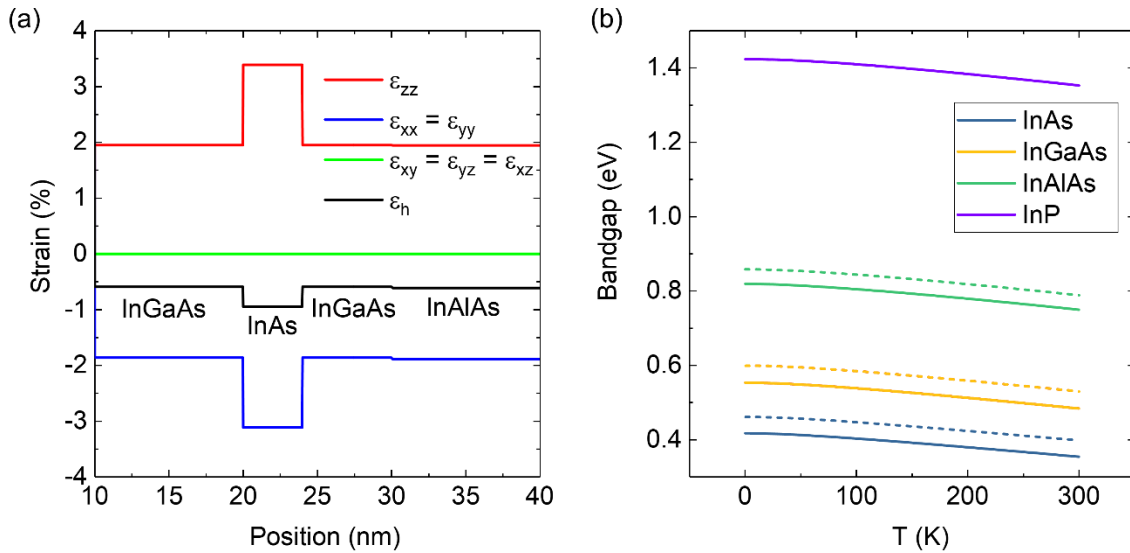 (a)
4
3
2
1
0
-1
-2
-3
-4
Strain (%)
ε_zz
ε_xx = ε_yy
ε_xy = ε_yz = ε_xz
ε_h
InGaAs
InAs
InGaAs
InAlAs
10 15 20 25 30 35 40
Position (nm)
(b)
1.4
1.2
1.0
0.8
0.6
0.4
Bandgap (eV)
InAs
InGaAs
InAlAs
InP
0 100 200 300
T (K)